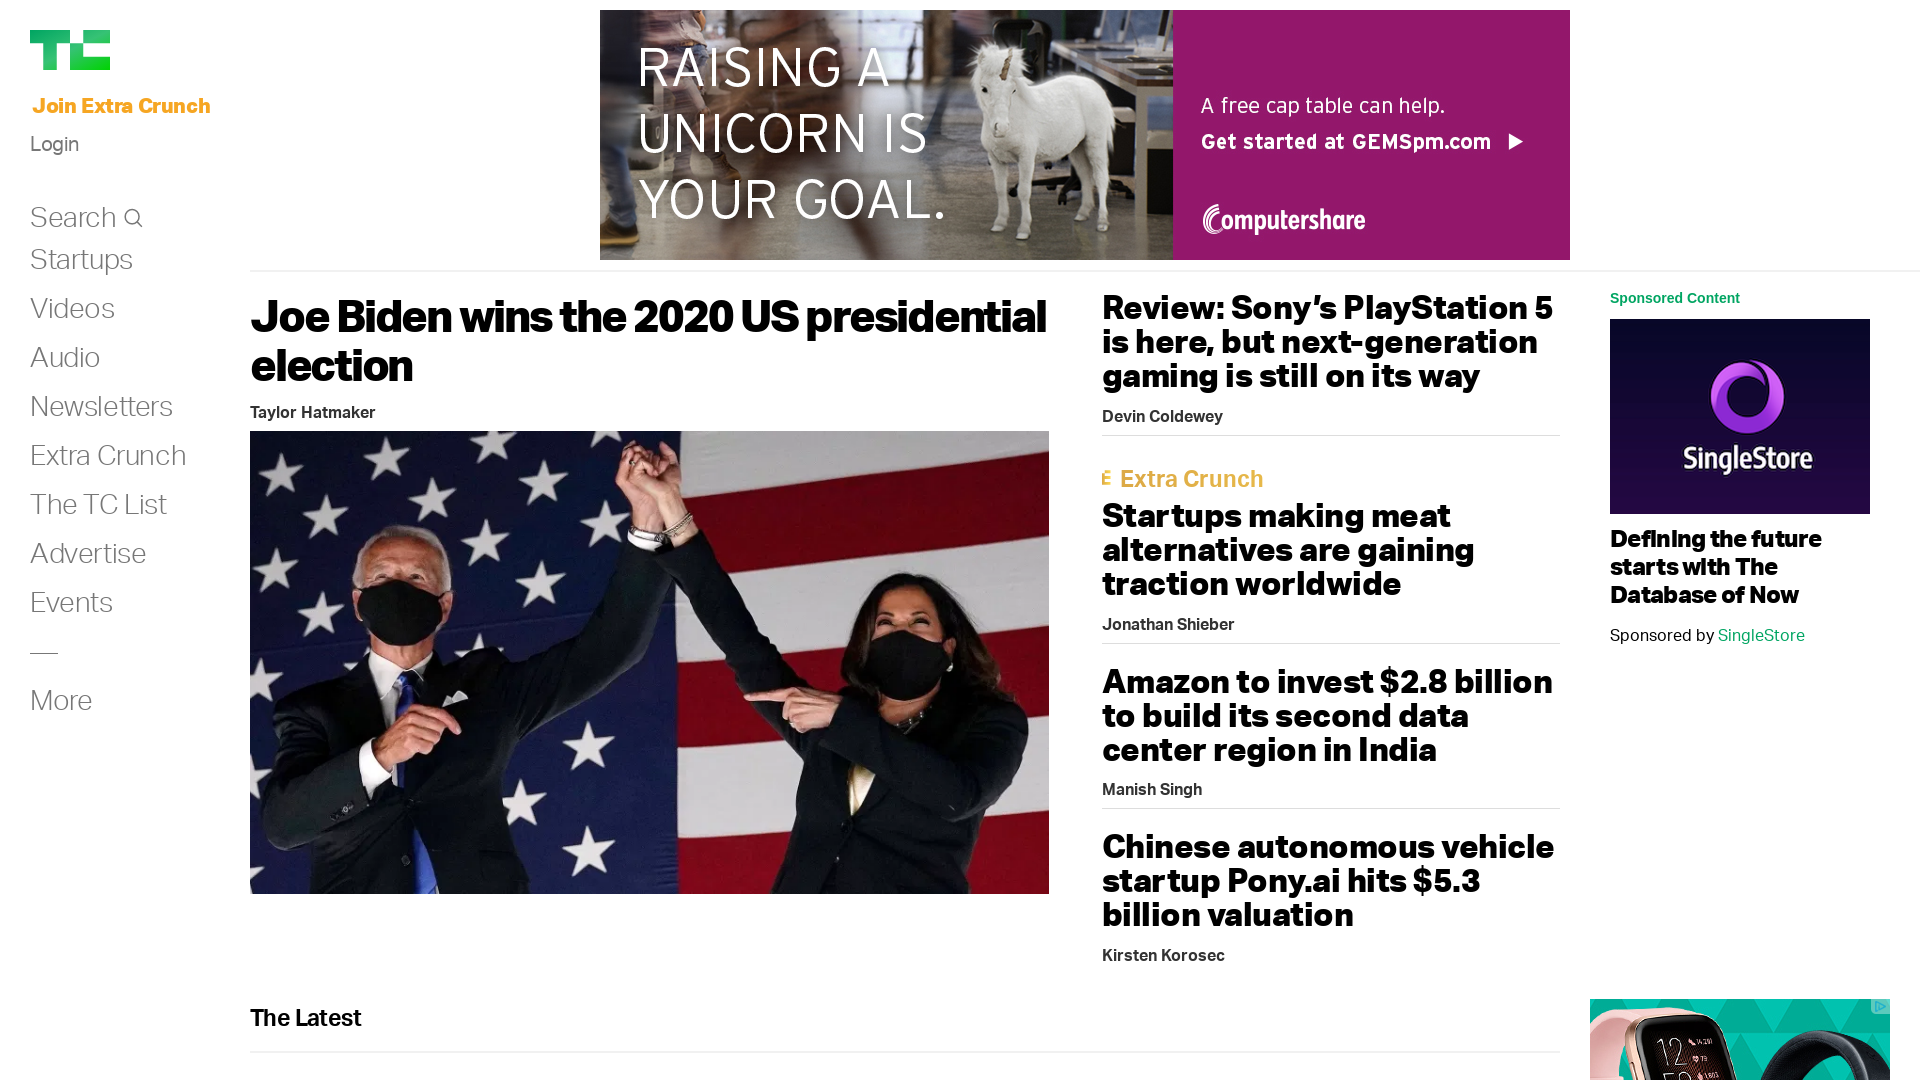 TC
Join Extra Crunch
Login
Search
Startups
Videos
Audio
Newsletters
Extra Crunch
The TC List
Advertise
Events
More
RAISING A
UNICORN IS
YOUR GOAL.
A free cap table can help.
Get started at GEMSpm.com
Computershare
Joe Biden wins the 2020 US presidential
election
Taylor Hatmaker
Review: Sony’s PlayStation 5
is here, but next-generation
gaming is still on its way
Devin Coldewey
Extra Crunch
Startups making meat
alternatives are gaining
traction worldwide
Jonathan Shieber
Amazon to invest $2.8 billion
to build its second data
center region in India
Manish Singh
Chinese autonomous vehicle
startup Pony.ai hits $5.3
billion valuation
Kirsten Korosec
Sponsored Content
SingleStore
Defining the future
starts with The
Database of Now
Sponsored by SingleStore
The Latest
12